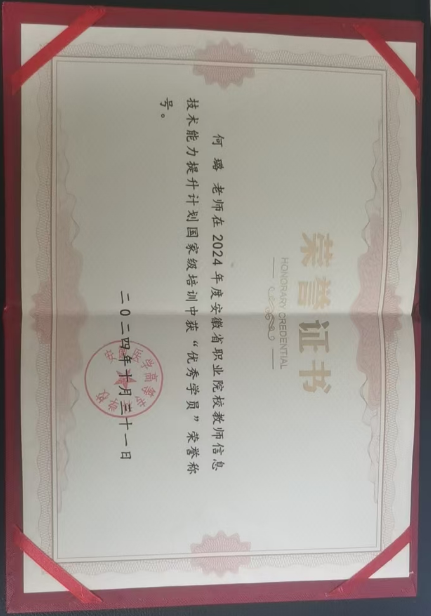 荣誉证书
HONORARY CREDENTIAL
何璐 老师在2024年度安徽省职业院校教师信息
技术能力提升计划国家级培训中获“优秀学员”荣誉称
号。
二〇二四年十月三十一日